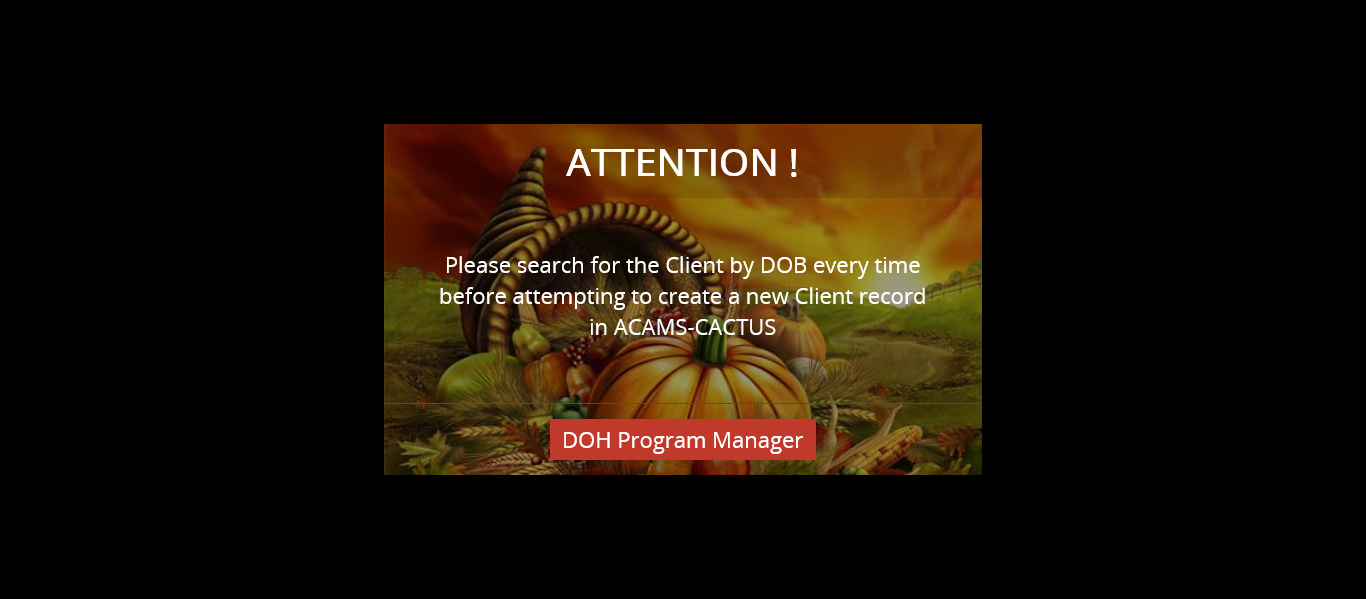 ATTENTION !
Please search for the Client by DOB every time
before attempting to create a new Client record
in ACAMS-CACTUS
DOH Program Manager